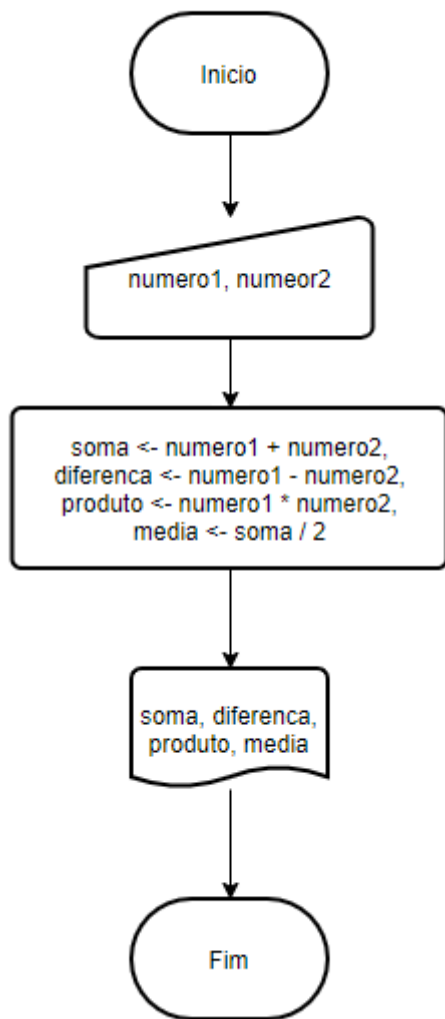 Inicio
numero1, numeor2
soma <- numero1 + numero2,
diferenca <- numero1 - numero2,
produto <- numero1 * numero2,
media <- soma / 2
soma, diferenca,
produto, media
Fim